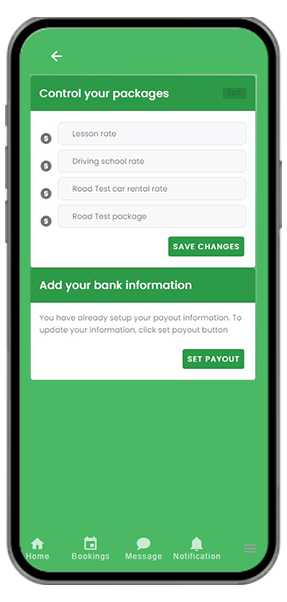 Control your packages
EDIT
Lesson rate
Driving school rate
Road Test car rental rate
Road Test package
SAVE CHANGES
Add your bank information
You have already setup your payout information. To
update your information, click set payout button
SET PAYOUT
Home
Bookings
Message
Notification